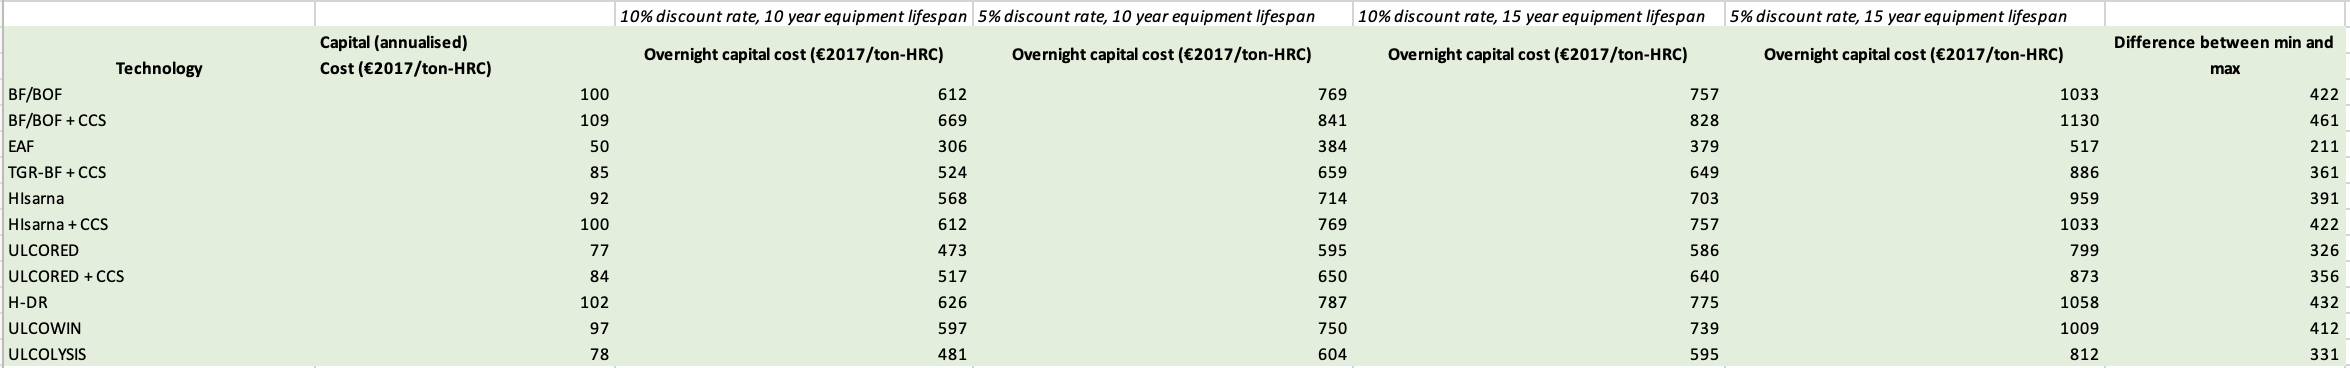 10% discount rate, 10 year equipment lifespan 5% discount rate, 10 year equipment lifespan 10% discount rate, 15 year equipment lifespan 5% discount rate, 15 year equipment lifespan
Technology Capital (annualised) Cost (€2017/ton-HRC) Overnight capital cost (€2017/ton-HRC) Overnight capital cost (€2017/ton-HRC) Overnight capital cost (€2017/ton-HRC) Overnight capital cost (€2017/ton-HRC) Difference between min and max
BF/BOF 100 612 769 757 1033 422
BF/BOF + CCS 109 669 841 828 1130 461
EAF 50 306 384 379 517 211
TGR-BF + CCS 85 524 659 649 886 361
HIsarna 92 568 714 703 959 391
HIsarna + CCS 100 612 769 757 1033 422
ULCORED 77 473 595 586 799 326
ULCORED + CCS 84 517 650 640 873 356
H-DR 102 626 787 775 1058 432
ULCOWIN 97 597 750 739 1009 412
ULCOLYSIS 78 481 604 595 812 331